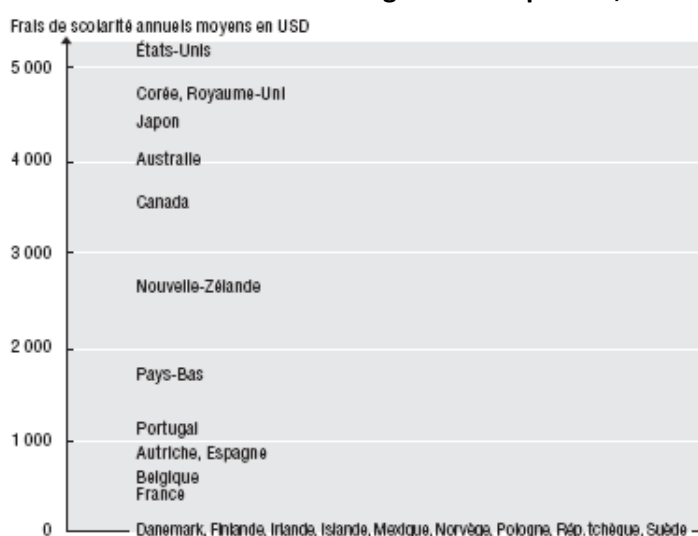 Frais de scolarité annuels moyens en USD
États-Unis
5 000
Corée, Royaume-Uni
Japon
4 000
Australie
Canada
3 000
Nouvelle-Zélande
2 000
Pays-Bas
Portugal
1 000
Autriche, Espagne
Belgique
France
0
Danemark, Finlande, Irlande, Islande, Mexique, Norvège, Pologne, Rép. tchèque, Suède